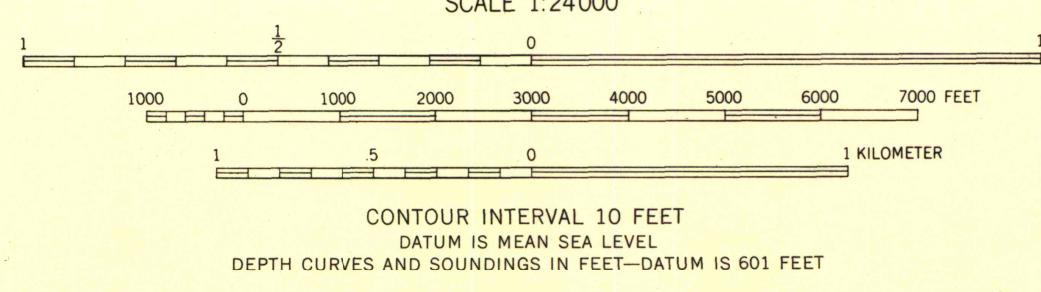 SCALE 1:24000
1 1/2 0 1
1000 0 1000 2000 3000 4000 5000 6000 7000 FEET
1 .5 0 1 KILOMETER
CONTOUR INTERVAL 10 FEET
DATUM IS MEAN SEA LEVEL
DEPTH CURVES AND SOUNDINGS IN FEET—DATUM IS 601 FEET